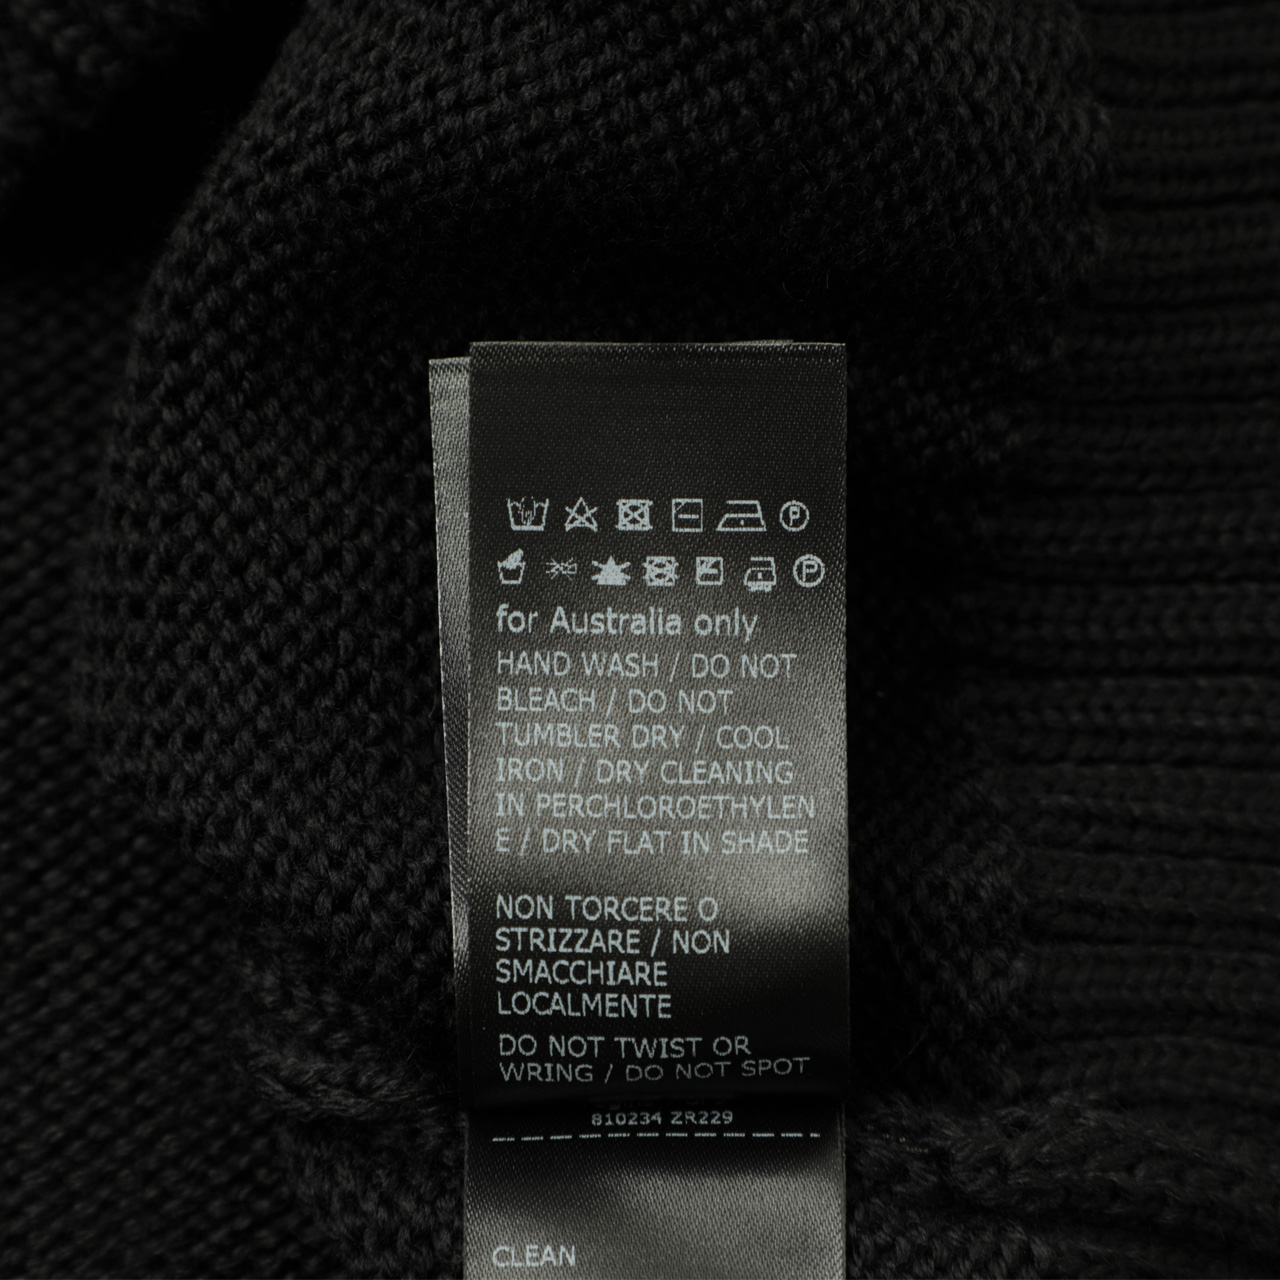 for Australia only
HAND WASH / DO NOT
BLEACH / DO NOT
TUMBLER DRY / COOL
IRON / DRY CLEANING
IN PERCHLOROETHYLEN
E / DRY FLAT IN SHADE
NON TORCERE O
STRIZZARE / NON
SMACCHIARE
LOCALMENTE
DO NOT TWIST OR
WRING / DO NOT SPOT
810234 ZR229
CLEAN